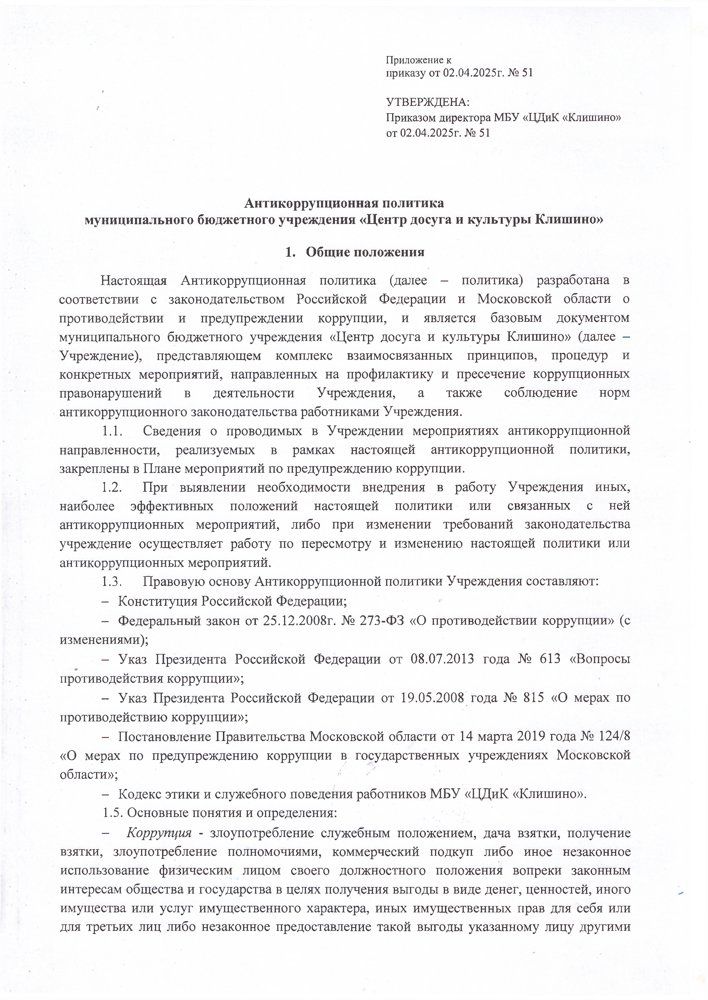 Приложение к
приказу от 02.04.2025г. № 51
УТВЕРЖДЕНА:
Приказом директора МБУ «ЦДиК «Клишино»
от 02.04.2025г. № 51
Антикоррупционная политика
муниципального бюджетного учреждения «Центр досуга и культуры Клишино»
1. Общие положения
Настоящая Антикоррупционная политика (далее – политика) разработана в
соответствии с законодательством Российской Федерации и Московской области о
противодействии и предупреждении коррупции, и является базовым документом
муниципального бюджетного учреждения «Центр досуга и культуры Клишино» (далее –
Учреждение), представляющем комплекс взаимосвязанных принципов, процедур и
конкретных мероприятий, направленных на профилактику и пресечение коррупционных
правонарушений в деятельности Учреждения, а также соблюдение норм
антикоррупционного законодательства работниками Учреждения.
1.1. Сведения о проводимых в Учреждении мероприятиях антикоррупционной
направленности, реализуемых в рамках настоящей антикоррупционной политики,
закреплены в Плане мероприятий по предупреждению коррупции.
1.2. При выявлении необходимости внедрения в работу Учреждения иных,
наиболее эффективных положений настоящей политики или связанных с ней
антикоррупционных мероприятий, либо при изменении требований законодательства
учреждение осуществляет работу по пересмотру и изменению настоящей политики или
антикоррупционных мероприятий.
1.3. Правовую основу Антикоррупционной политики Учреждения составляют:
– Конституция Российской Федерации;
– Федеральный закон от 25.12.2008г. № 273-ФЗ «О противодействии коррупции» (с
изменениями);
– Указ Президента Российской Федерации от 08.07.2013 года № 613 «Вопросы
противодействия коррупции»;
– Указ Президента Российской Федерации от 19.05.2008 года № 815 «О мерах по
противодействию коррупции»;
– Постановление Правительства Московской области от 14 марта 2019 года № 124/8
«О мерах по предупреждению коррупции в государственных учреждениях Московской
области»;
– Кодекс этики и служебного поведения работников МБУ «ЦДиК «Клишино».
1.5. Основные понятия и определения:
– Коррупция - злоупотребление служебным положением, дача взятки, получение
взятки, злоупотребление полномочиями, коммерческий подкуп либо иное незаконное
использование физическим лицом своего должностного положения вопреки законным
интересам общества и государства в целях получения выгоды в виде денег, ценностей, иного
имущества или услуг имущественного характера, иных имущественных прав для себя или
для третьих лиц либо незаконное предоставление такой выгоды указанному лицу другими